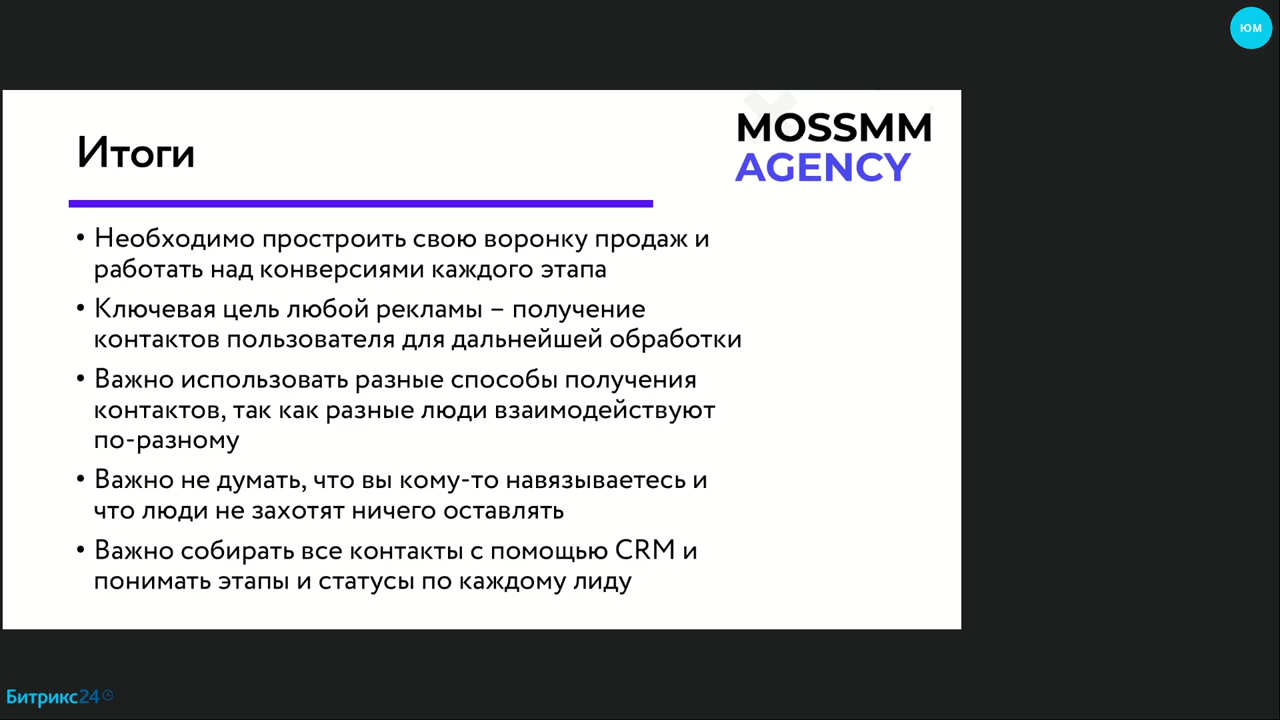 ЮМ
MOSSMM
AGENCY
Итоги
• Необходимо простроить свою воронку продаж и
работать над конверсиями каждого этапа
• Ключевая цель любой рекламы – получение
контактов пользователя для дальнейшей обработки
• Важно использовать разные способы получения
контактов, так как разные люди взаимодействуют
по-разному
• Важно не думать, что вы кому-то навязываетесь и
что люди не захотят ничего оставлять
• Важно собирать все контакты с помощью CRM и
понимать этапы и статусы по каждому лиду
Битрикс24